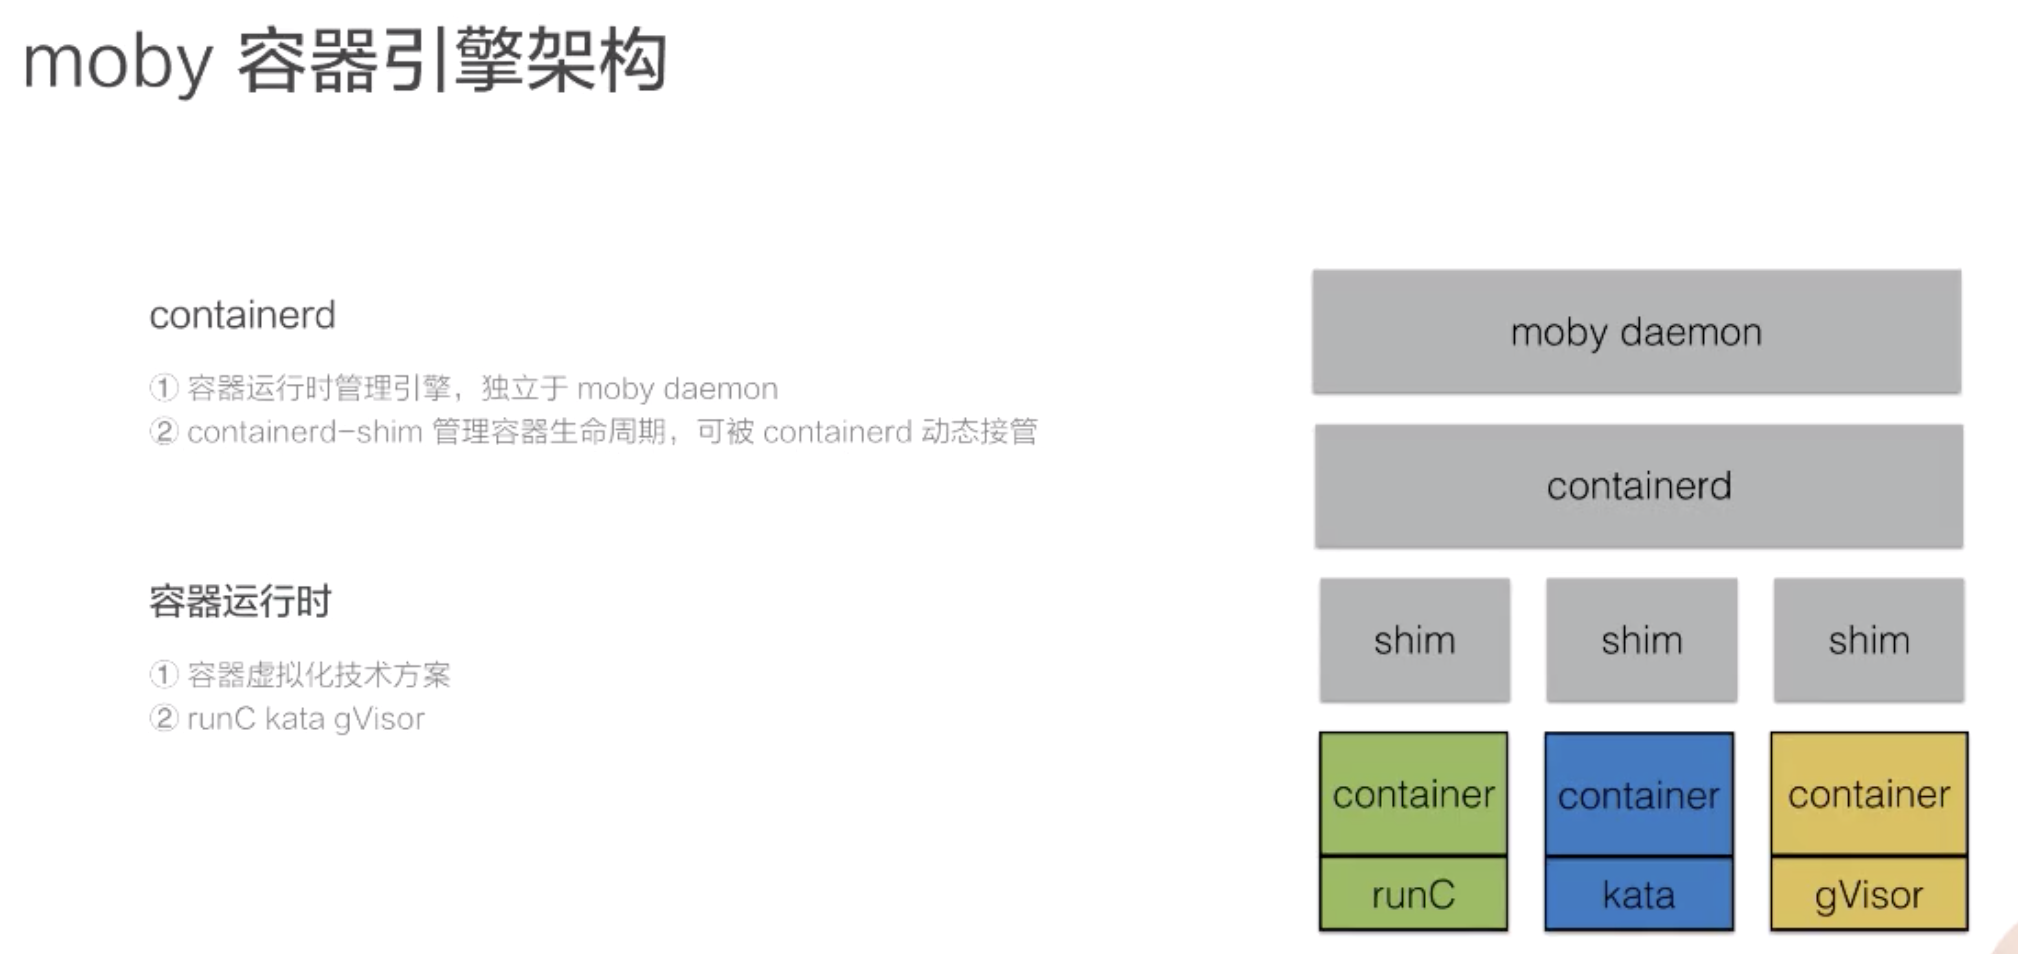 moby 容器引擎架构
containerd
① 容器运行时管理引擎，独立于 moby daemon
② containerd-shim 管理容器生命周期，可被 containerd 动态接管
容器运行时
① 容器虚拟化技术方案
② runC kata gVisor
moby daemon
containerd
shim shim shim
container container container
runC kata gVisor